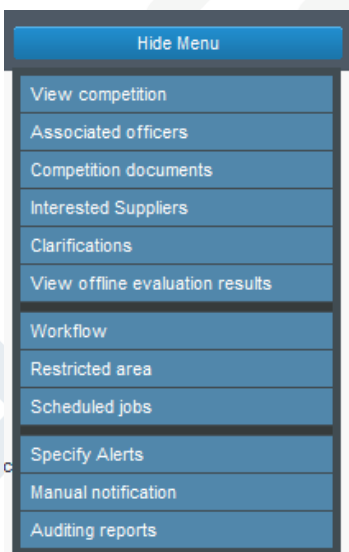 Hide Menu
View competition
Associated officers
Competition documents
Interested Suppliers
Clarifications
View offline evaluation results
Workflow
Restricted area
Scheduled jobs
Specify Alerts
c
Manual notification
Auditing reports